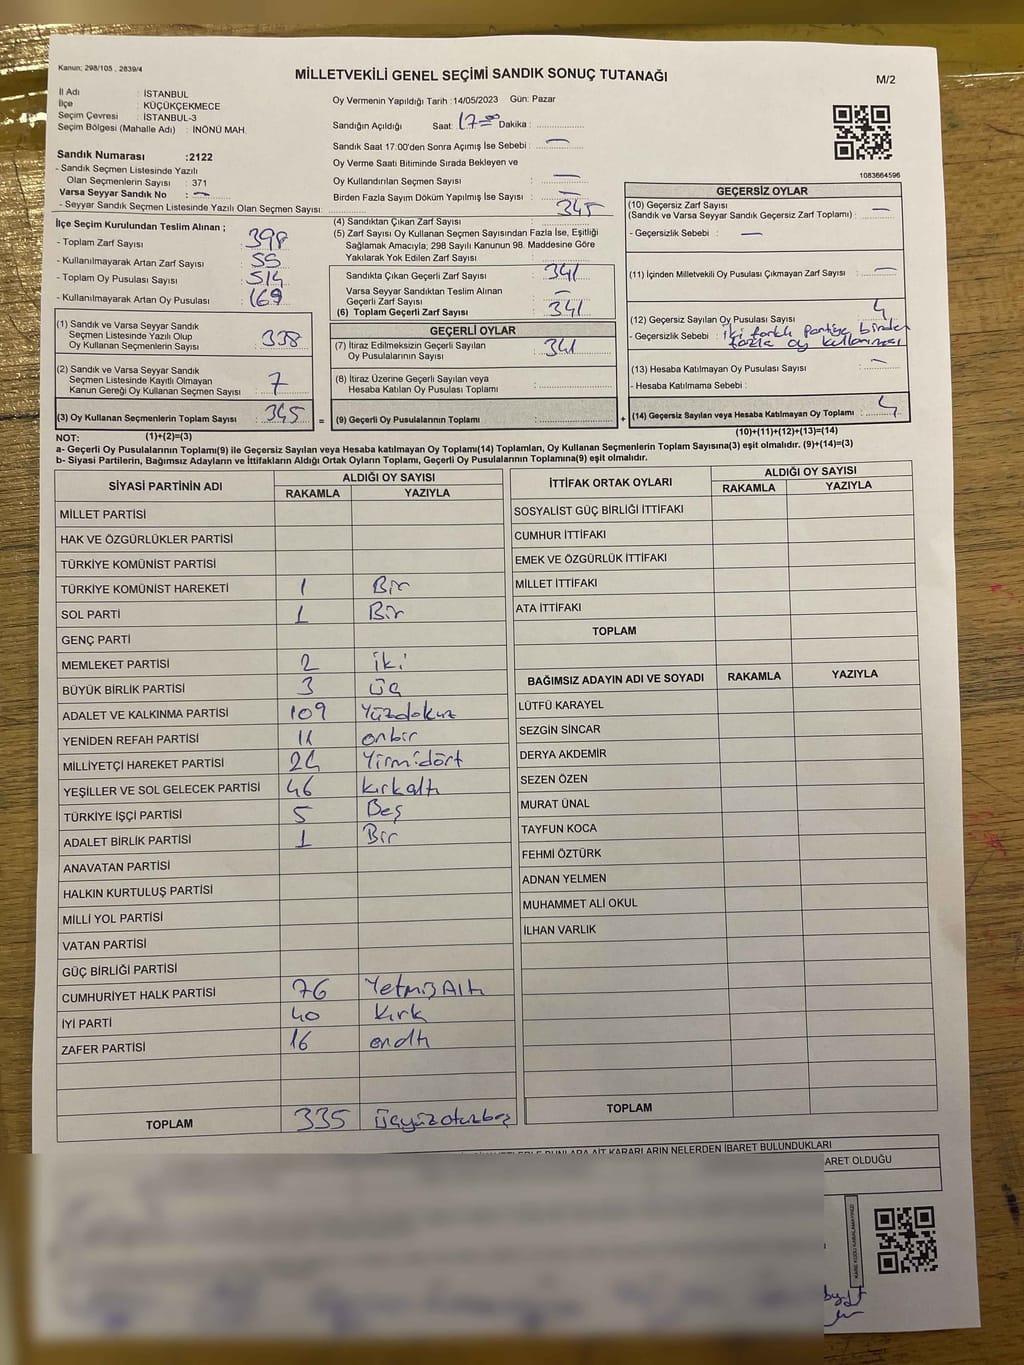 Kanun; 298/105 , 2839/4
MİLLETVEKİLİ GENEL SEÇİMİ SANDIK SONUÇ TUTANAĞI
M/2
İl Adı : İSTANBUL
İlçe : KÜÇÜKÇEKMECE
Seçim Çevresi : İSTANBUL-3
Seçim Bölgesi (Mahalle Adı) : İNÖNÜ MAH.
Oy Vermenin Yapıldığı Tarih :14/05/2023 Gün: Pazar
Sandığın Açıldığı Saat: 17:00 Dakika :
Sandık Saat 17:00'den Sonra Açımış İse Sebebi : —
Oy Verme Saati Bitiminde Sırada Bekleyen ve
Oy Kullandırılan Seçmen Sayısı : —
Birden Fazla Sayım Döküm Yapılmış İse Sayısı : —
Sandık Numarası :2122
- Sandık Seçmen Listesinde Yazılı
Olan Seçmenlerin Sayısı : 371
Varsa Seyyar Sandık No : —
- Seyyar Sandık Seçmen Listesinde Yazılı Olan Seçmen Sayısı:
1083664596
İlçe Seçim Kurulundan Teslim Alınan ;
- Toplam Zarf Sayısı : 398
- Kullanılmayarak Artan Zarf Sayısı : 55
- Toplam Oy Pusulası Sayısı : 514
- Kullanılmayarak Artan Oy Pusulası : 169
(1) Sandık ve Varsa Seyyar Sandık
Seçmen Listesinde Yazılı Olup
Oy Kullanan Seçmenlerin Sayısı : 338
(2) Sandık ve Varsa Seyyar Sandık
Seçmen Listesinde Kayıtlı Olmayan
Kanun Gereği Oy Kullanan Seçmen Sayısı : 7
(3) Oy Kullanan Seçmenlerin Toplam Sayısı : 345 =
(1)+(2)=(3)
(4) Sandıktan Çıkan Zarf Sayısı : 345
(5) Zarf Sayısı Oy Kullanan Seçmen Sayısından Fazla İse, Eşitliği
Sağlamak Amacıyla; 298 Sayılı Kanunun 98. Maddesine Göre
Yakılarak Yok Edilen Zarf Sayısı :
Sandıkta Çıkan Geçerli Zarf Sayısı : 341
Varsa Seyyar Sandıktan Teslim Alınan
Geçerli Zarf Sayısı : —
(6) Toplam Geçerli Zarf Sayısı : 341
GEÇERLİ OYLAR
(7) İtiraz Edilmeksizin Geçerli Sayılan
Oy Pusulalarının Sayısı : 341
(8) İtiraz Üzerine Geçerli Sayılan veya
Hesaba Katılan Oy Pusulası Toplamı :
(9) Geçerli Oy Pusulalarının Toplamı : +
GEÇERSİZ OYLAR
(10) Geçersiz Zarf Sayısı
(Sandık ve Varsa Seyyar Sandık Geçersiz Zarf Toplamı) : —
- Geçersizlik Sebebi : —
(11) İçinden Milletvekili Oy Pusulası Çıkmayan Zarf Sayısı : —
(12) Geçersiz Sayılan Oy Pusulası Sayısı : 4
- Geçersizlik Sebebi : iki farklı partiye birden
fazla oy kullanması
(13) Hesaba Katılmayan Oy Pusulası Sayısı : —
- Hesaba Katılmama Sebebi :
(14) Geçersiz Sayılan veya Hesaba Katılmayan Oy Toplamı : 4
(10)+(11)+(12)+(13)=(14)
NOT:
a- Geçerli Oy Pusulalarının Toplamı(9) ile Geçersiz Sayılan veya Hesaba katılmayan Oy Toplamı(14) Toplamları, Oy Kullanan Seçmenlerin Toplam Sayısına(3) eşit olmalıdır. (9)+(14)=(3)
b- Siyasi Partilerin, Bağımsız Adayların ve İttifakların Aldığı Ortak Oyların Toplamı, Geçerli Oy Pusulalarının Toplamına(9) eşit olmalıdır.
SİYASİ PARTİNİN ADI
ALDIĞI OY SAYISI
RAKAMLA YAZIYLA
MİLLET PARTİSİ
HAK VE ÖZGÜRLÜKLER PARTİSİ
TÜRKİYE KOMÜNİST PARTİSİ
TÜRKİYE KOMÜNİST HAREKETİ 1 Bir
SOL PARTİ 1 Bir
GENÇ PARTİ
MEMLEKET PARTİSİ 2 iki
BÜYÜK BİRLİK PARTİSİ 3 üç
ADALET VE KALKINMA PARTİSİ 109 Yüzdokuz
YENİDEN REFAH PARTİSİ 11 onbir
MİLLİYETÇİ HAREKET PARTİSİ 24 Yirmidört
YEŞİLLER VE SOL GELECEK PARTİSİ 46 kırkaltı
TÜRKİYE İŞÇİ PARTİSİ 5 Beş
ADALET BİRLİK PARTİSİ 1 Bir
ANAVATAN PARTİSİ
HALKIN KURTULUŞ PARTİSİ
MİLLİ YOL PARTİSİ
VATAN PARTİSİ
GÜÇ BİRLİĞİ PARTİSİ
CUMHURİYET HALK PARTİSİ 76 YetmişAltı
İYİ PARTİ 40 kırk
ZAFER PARTİSİ 16 onaltı
TOPLAM 335 üçyüzotuzbeş
İTTİFAK ORTAK OYLARI
ALDIĞI OY SAYISI
RAKAMLA YAZIYLA
SOSYALİST GÜÇ BİRLİĞİ İTTİFAKI
CUMHUR İTTİFAKI
EMEK VE ÖZGÜRLÜK İTTİFAKI
MİLLET İTTİFAKI
ATA İTTİFAKI
TOPLAM
BAĞIMSIZ ADAYIN ADI VE SOYADI RAKAMLA YAZIYLA
LÜTFÜ KARAYEL
SEZGİN SİNCAR
DERYA AKDEMİR
SEZEN ÖZEN
MURAT ÜNAL
TAYFUN KOCA
FEHMİ ÖZTÜRK
ADNAN YELMEN
MUHAMMET ALİ OKUL
İLHAN VARLIK
TOPLAM
BUNLARA AİT KARARLARIN NELERDEN İBARET BULUNDUKLARI
ARET OLDUĞU